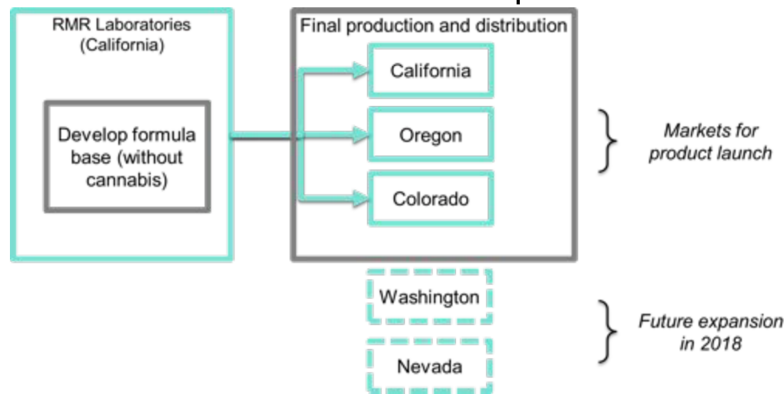 RMR Laboratories
(California)
Develop formula
base (without
cannabis)
Final production and distribution
California
Oregon
Colorado
Markets for
product launch
Washington
Nevada
Future expansion
in 2018